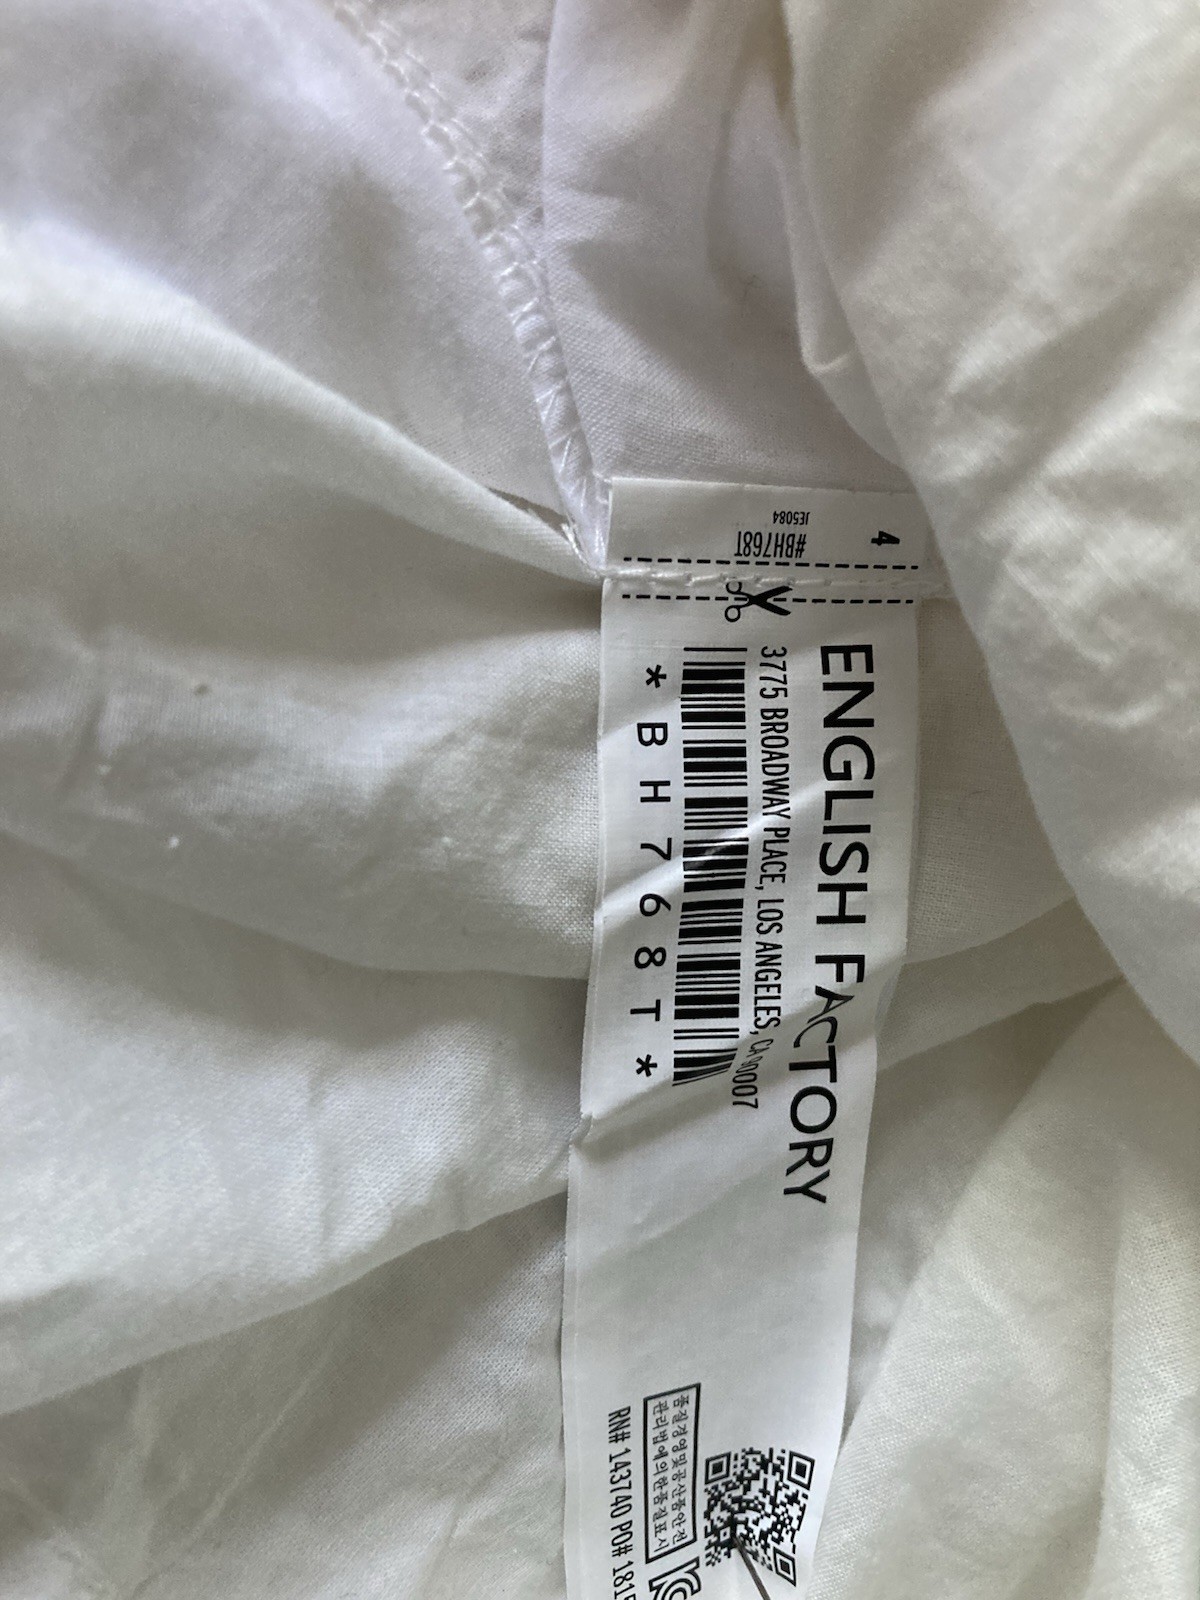 4
#BH768T
JE5084
ENGLISH FACTORY
3775 BROADWAY PLACE, LOS ANGELES, CA 90007
*BH768T*
품질경영및공산품안전
관리법에의한품질표시
RN# 143740 PO# 181